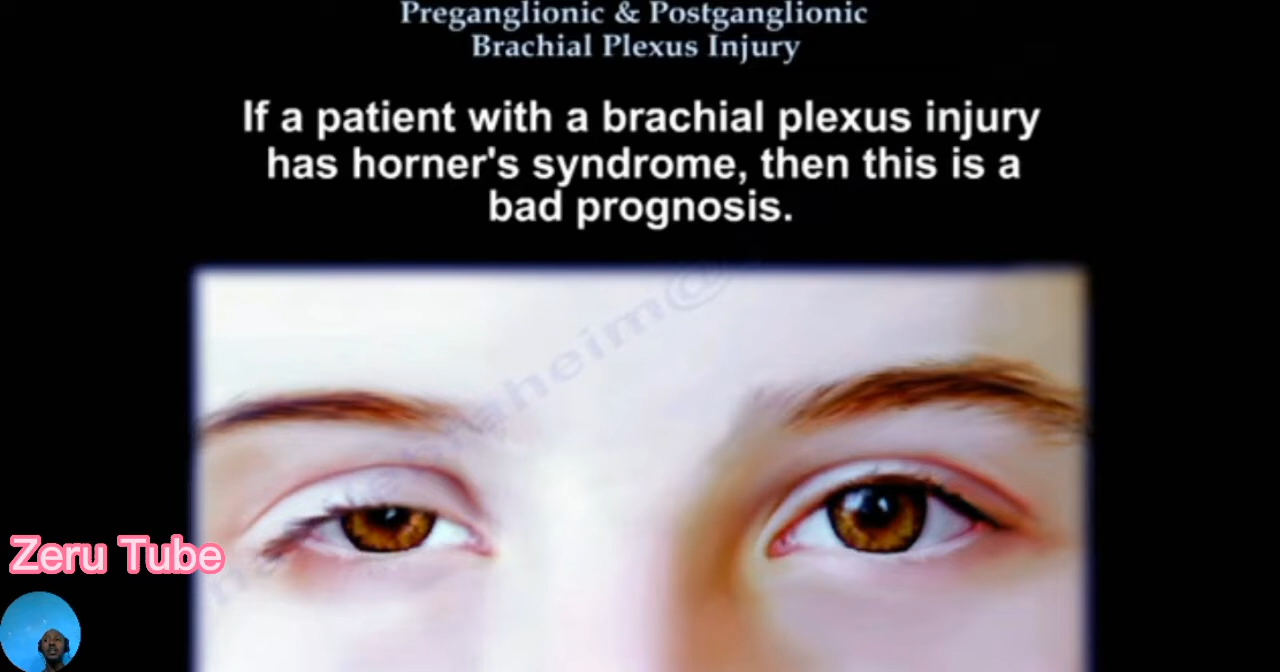 Preganglionic & Postganglionic
Brachial Plexus Injury
If a patient with a brachial plexus injury
has horner's syndrome, then this is a
bad prognosis.
Zeru Tube